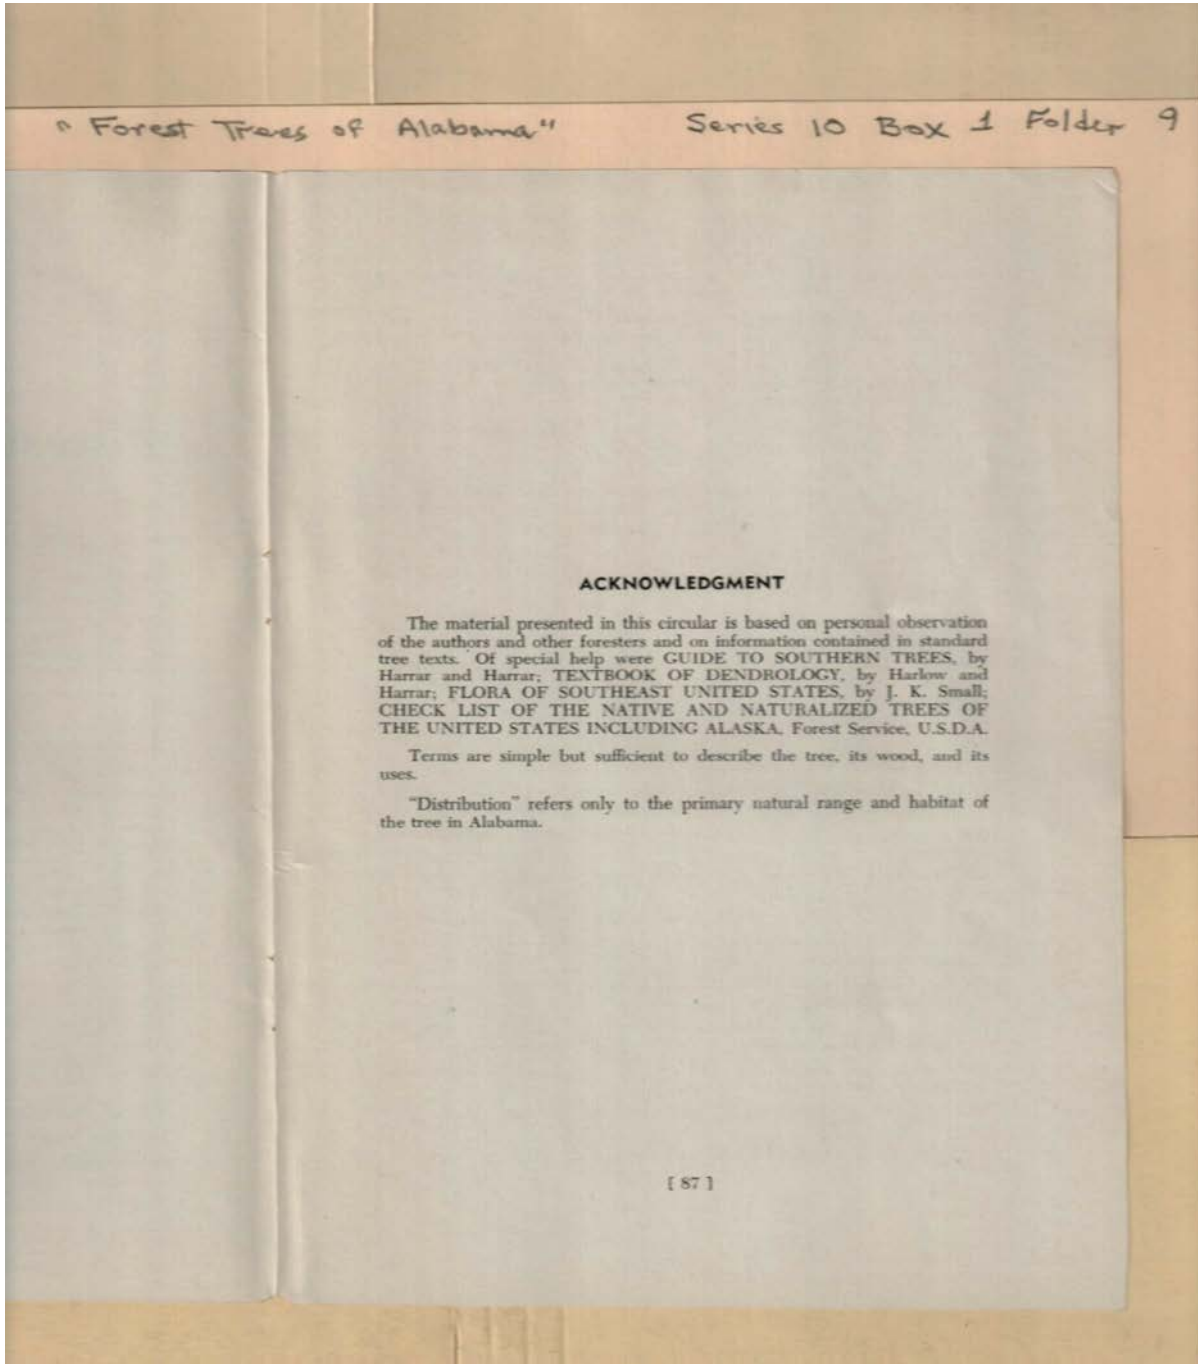 "Forest Trees of Alabama" Series 10 Box 1 Folder 9
ACKNOWLEDGMENT
The material presented in this circular is based on personal observation
of the authors and other foresters and on information contained in standard
tree texts. Of special help were GUIDE TO SOUTHERN TREES, by
Harrar and Harrar; TEXTBOOK OF DENDROLOGY, by Harlow and
Harrar; FLORA OF SOUTHEAST UNITED STATES, by J. K. Small;
CHECK LIST OF THE NATIVE AND NATURALIZED TREES OF
THE UNITED STATES INCLUDING ALASKA, Forest Service, U.S.D.A.
Terms are simple but sufficient to describe the tree, its wood, and its
uses.
"Distribution" refers only to the primary natural range and habitat of
the tree in Alabama.
[ 87 ]